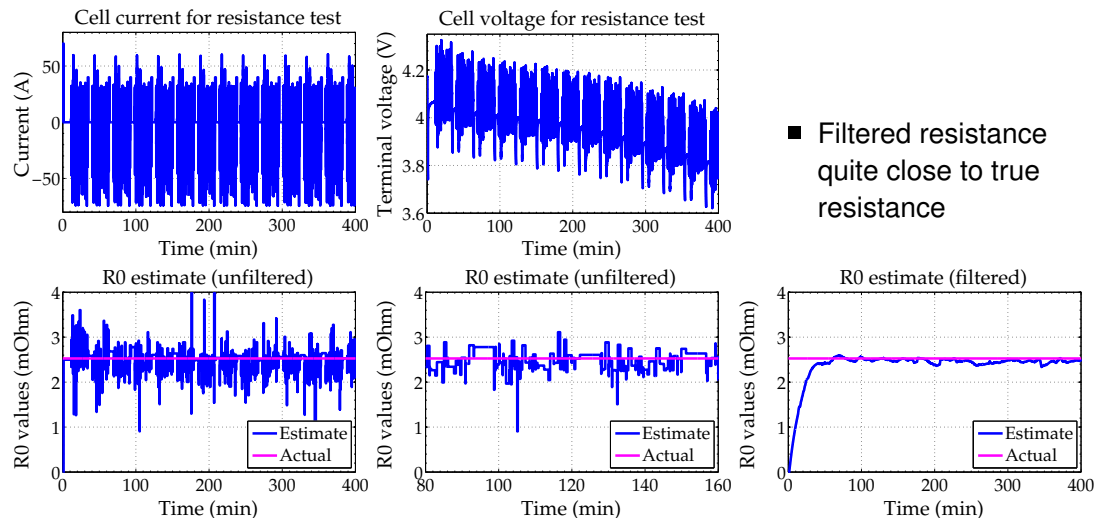 Cell current for resistance test
Current (A)
50
0
−50
0
100
200
300
400
Time (min)
Cell voltage for resistance test
Terminal voltage (V)
4.2
4
3.8
3.6
0
100
200
300
400
Time (min)
■ Filtered resistance
quite close to true
resistance
R0 estimate (unfiltered)
R0 values (mOhm)
4
3
2
1
0
0
100
200
300
400
Time (min)
Estimate
Actual
R0 estimate (unfiltered)
R0 values (mOhm)
4
3
2
1
0
80
100
120
140
160
Time (min)
Estimate
Actual
R0 estimate (filtered)
R0 values (mOhm)
4
3
2
1
0
0
100
200
300
400
Time (min)
Estimate
Actual